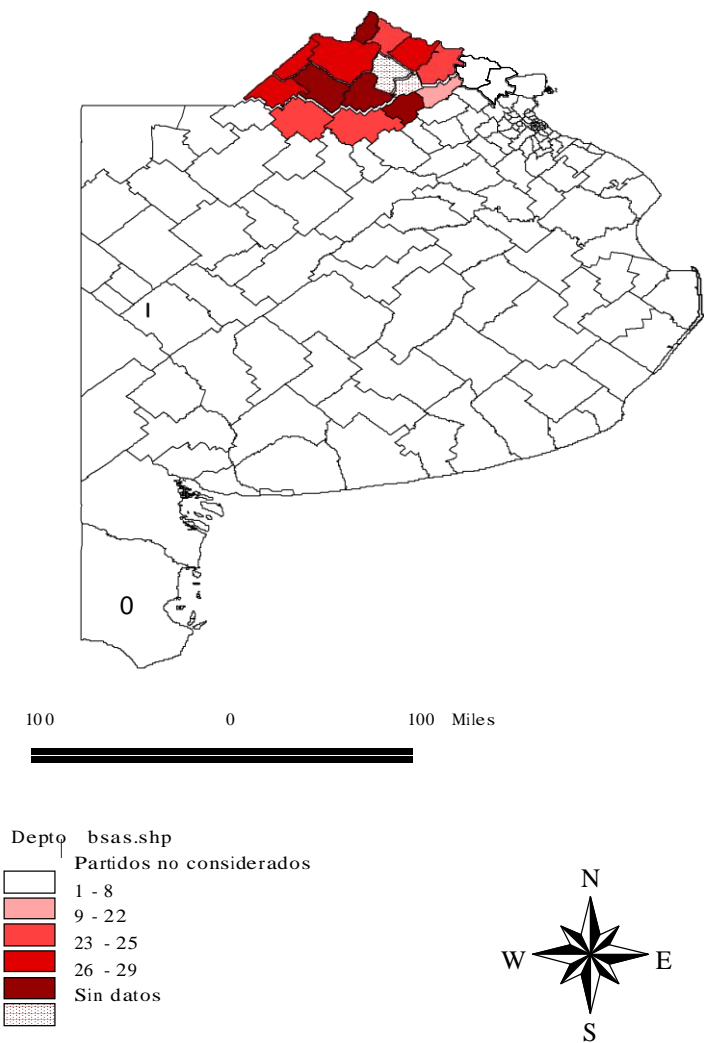 0
100 0 100 Miles
Depto bsas.shp
Partidos no considerados
1 - 8
9 - 22
23 - 25
26 - 29
Sin datos
N
W E
S